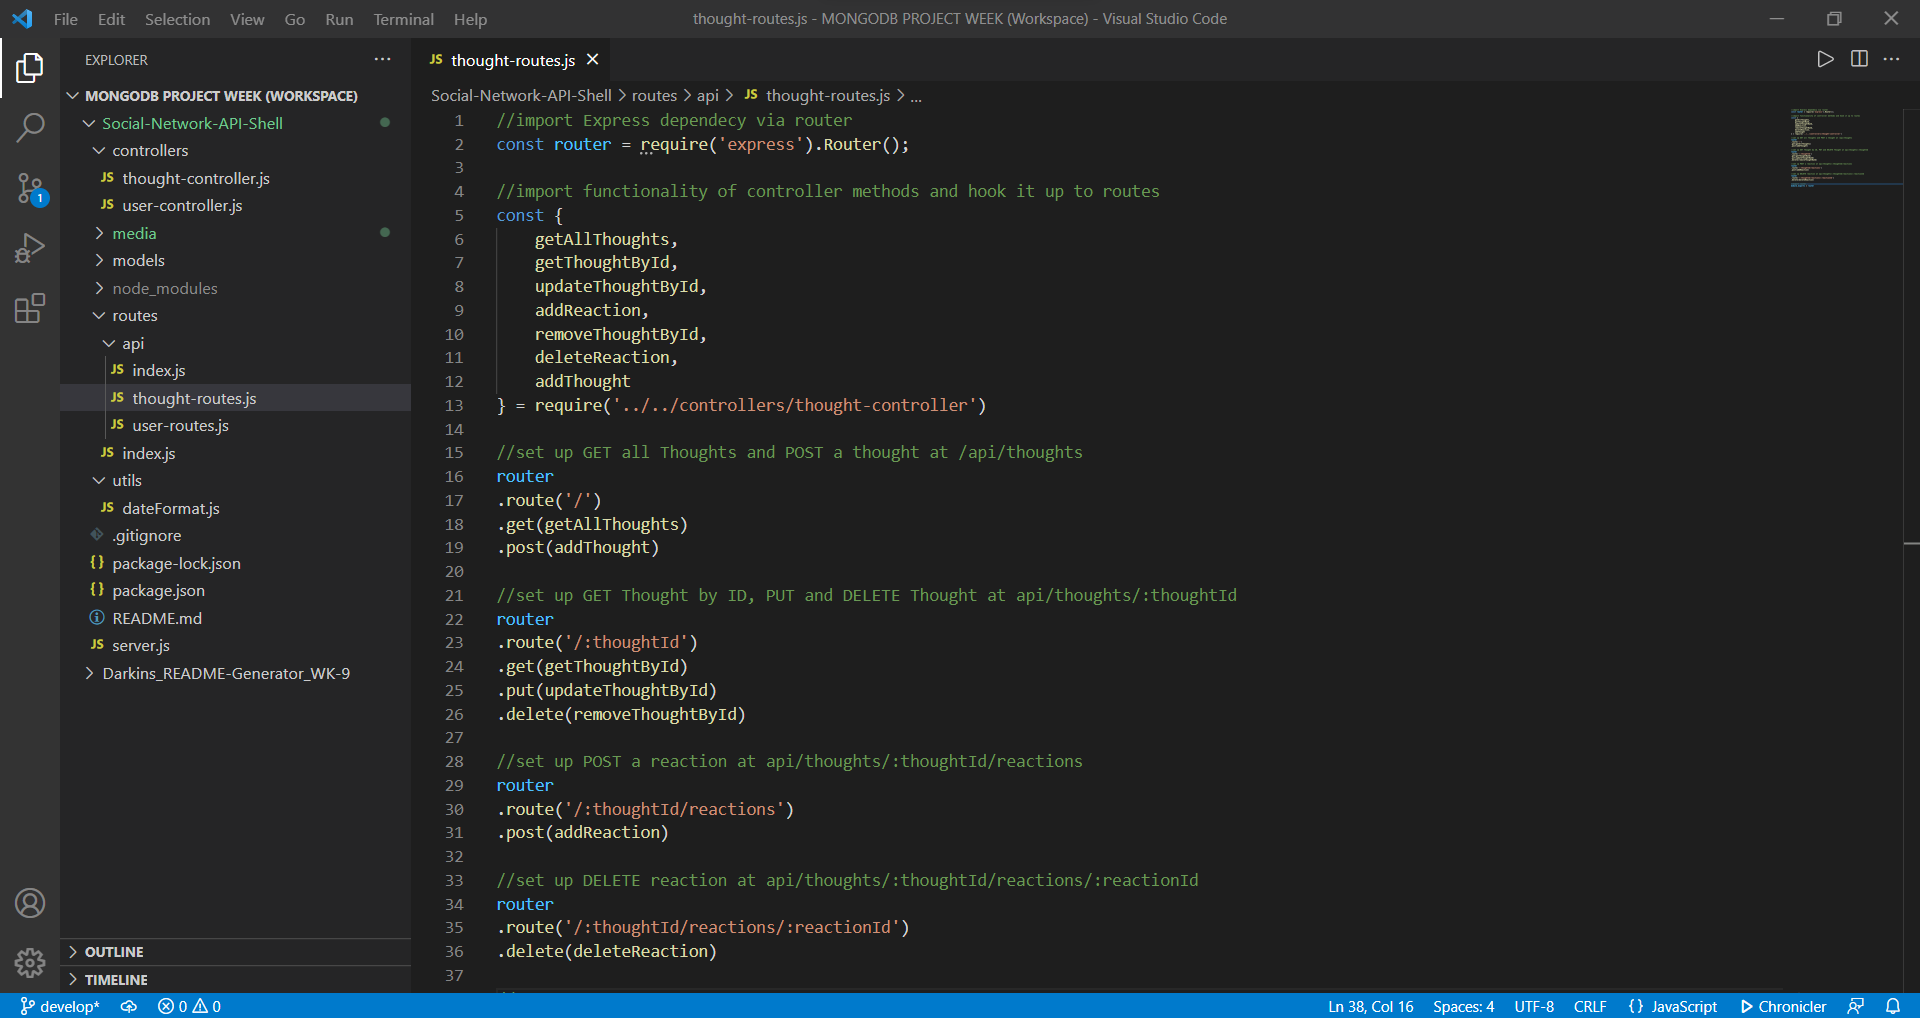 File Edit Selection View Go Run Terminal Help
thought-routes.js - MONGODB PROJECT WEEK (Workspace) - Visual Studio Code
EXPLORER
MONGODB PROJECT WEEK (WORKSPACE)
Social-Network-API-Shell
controllers
JS thought-controller.js
JS user-controller.js
media
models
node_modules
routes
api
JS index.js
JS thought-routes.js
JS user-routes.js
JS index.js
utils
JS dateFormat.js
.gitignore
{} package-lock.json
{} package.json
README.md
JS server.js
Darkins_README-Generator_WK-9
OUTLINE
TIMELINE
1
JS thought-routes.js
Social-Network-API-Shell > routes > api > JS thought-routes.js > ...
1 //import Express dependecy via router
2 const router = require('express').Router();
3
4 //import functionality of controller methods and hook it up to routes
5 const {
6 getAllThoughts,
7 getThoughtById,
8 updateThoughtById,
9 addReaction,
10 removeThoughtById,
11 deleteReaction,
12 addThought
13 } = require('../../controllers/thought-controller')
14
15 //set up GET all Thoughts and POST a thought at /api/thoughts
16 router
17 .route('/')
18 .get(getAllThoughts)
19 .post(addThought)
20
21 //set up GET Thought by ID, PUT and DELETE Thought at api/thoughts/:thoughtId
22 router
23 .route('/:thoughtId')
24 .get(getThoughtById)
25 .put(updateThoughtById)
26 .delete(removeThoughtById)
27
28 //set up POST a reaction at api/thoughts/:thoughtId/reactions
29 router
30 .route('/:thoughtId/reactions')
31 .post(addReaction)
32
33 //set up DELETE reaction at api/thoughts/:thoughtId/reactions/:reactionId
34 router
35 .route('/:thoughtId/reactions/:reactionId')
36 .delete(deleteReaction)
37
develop* 0 0 Ln 38, Col 16 Spaces: 4 UTF-8 CRLF {} JavaScript Chronicler